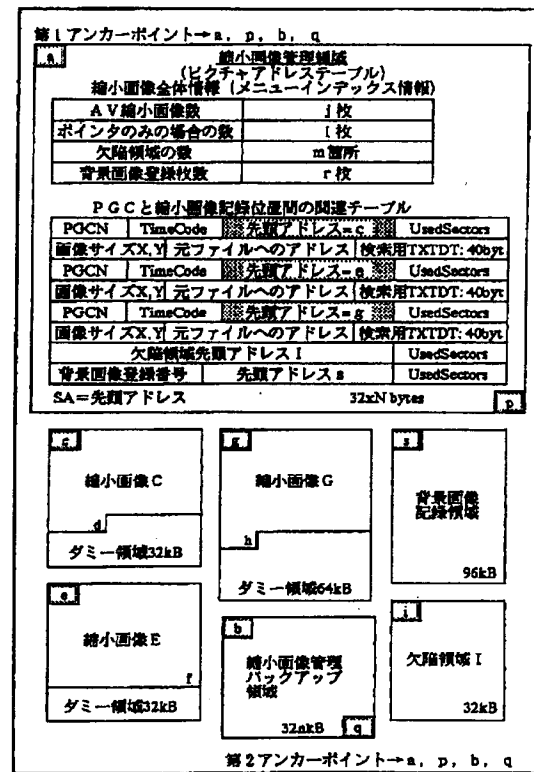 第1アンカーポイント→a, p, b, q
a
縮小画像管理領域
(ピクチャアドレステーブル)
縮小画像全体情報 (メニューインデックス情報)
AV縮小画像数 j枚
ポインタのみの場合の数 l枚
欠陥領域の数 m箇所
背景画像登録枚数 r枚
PGCと縮小画像記録位置間の関連テーブル
PGCN TimeCode 先頭アドレス=c UsedSectors
画像サイズX,Y 元ファイルへのアドレス 検索用TXTDT: 40byt
PGCN TimeCode 先頭アドレス=e UsedSectors
画像サイズX,Y 元ファイルへのアドレス 検索用TXTDT: 40byt
PGCN TimeCode 先頭アドレス=g UsedSectors
画像サイズX,Y 元ファイルへのアドレス 検索用TXTDT: 40byt
欠陥領域先頭アドレス I UsedSectors
背景画像登録番号 先頭アドレス s UsedSectors
SA=先頭アドレス 32xN bytes
p
c
縮小画像C
d
ダミー領域32kB
g
縮小画像G
h
ダミー領域64kB
s
背景画像
記録領域
96kB
e
縮小画像E
f
ダミー領域32kB
b
縮小画像管理
バックアップ
領域
32nkB
q
i
欠陥領域I
32kB
第2アンカーポイント→a, p, b, q